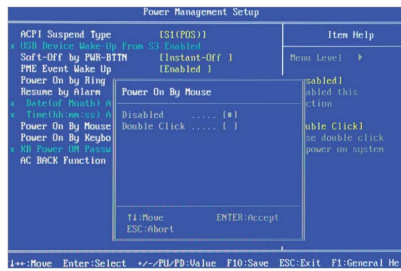 Power Management Setup
ACPI Suspend Type [S1(POS)]
x USB Device Wake-Up From S3 Enabled
Soft-Off by PWR-BTTN [Instant-Off ]
PME Event Wake Up [Enabled ]
Power On by Ring
Resume by Alarm
x Date(of Month) A
x Time(hh:mm:ss) A
Power On By Mouse
Power On By Keybo
x KB Power ON Passw
AC BACK Function
Item Help
Menu Level ▶
sabled]
abled this
ction
uble Click]
se double click
power on system
Power On By Mouse
Disabled ..... [■]
Double Click ..... [ ]
↑↓:Move ENTER:Accept
ESC:Abort
:Move Enter:Select +/-/PU/PD:Value F10:Save ESC:Exit F1:General He